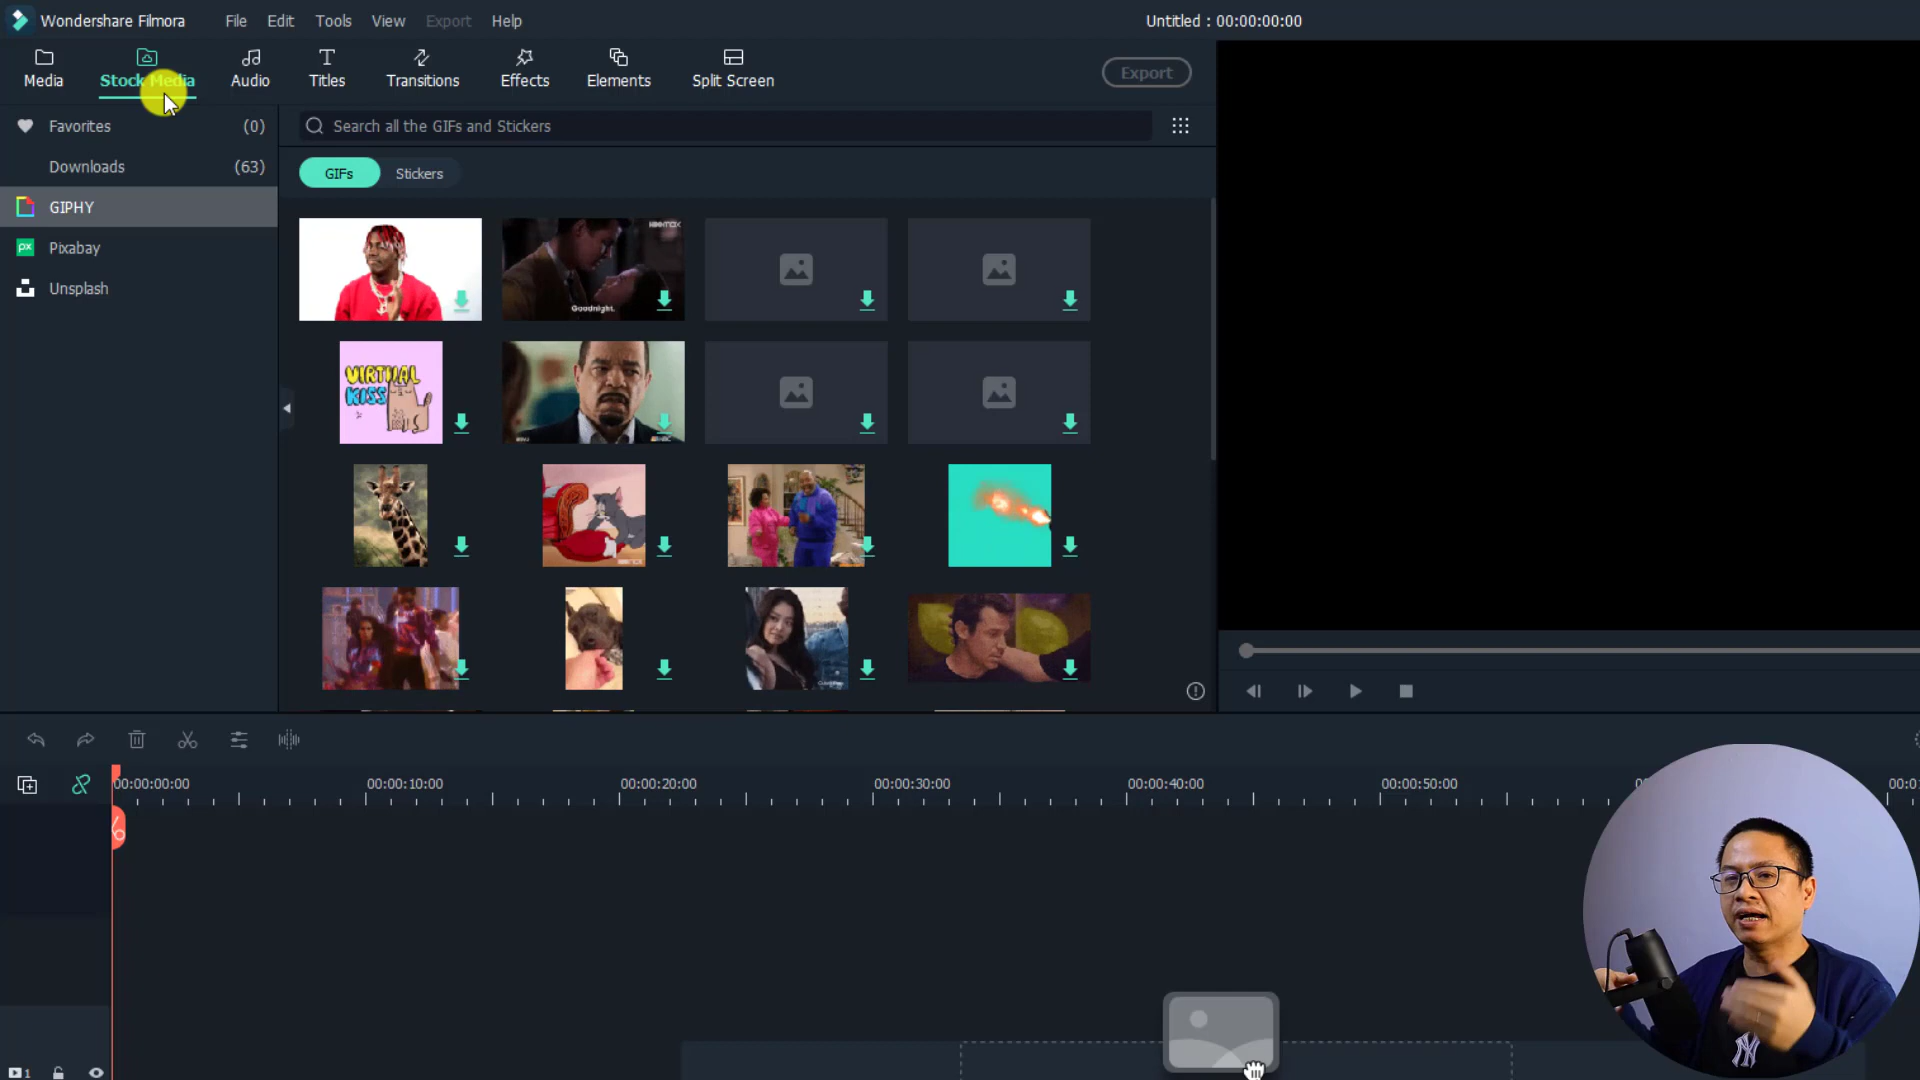 Wondershare Filmora File Edit Tools View Export Help Untitled : 00:00:00:00
Media Stock Media Audio Titles Transitions Effects Elements Split Screen Export
Favorites (0)
Search all the GIFs and Stickers
Downloads (63)
GIFs Stickers
GIPHY
Pixabay
Unsplash
HBOMAX
Goodnight.
VIRTUAL
KISS
00:00:00:00 00:00:10:00 00:00:20:00 00:00:30:00 00:00:40:00 00:00:50:00
1